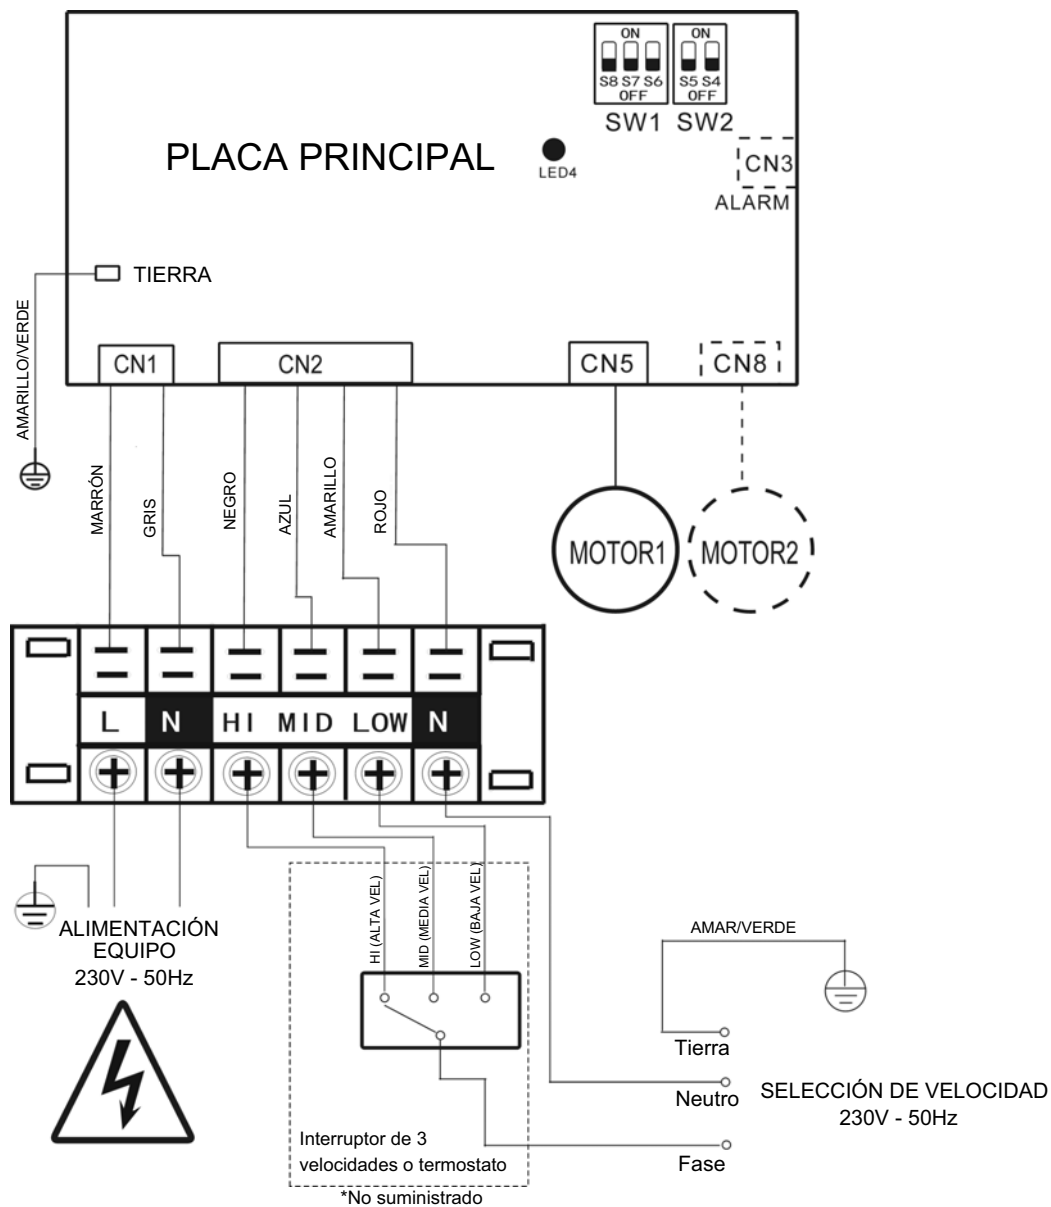 ON
S8 S7 S6
OFF
SW1
ON
S5 S4
OFF
SW2
PLACA PRINCIPAL
LED4
CN3
ALARM
TIERRA
AMARILLO/VERDE
CN1
CN2
CN5
CN8
MARRÓN
GRIS
NEGRO
AZUL
AMARILLO
ROJO
MOTOR1
MOTOR2
L
N
HI
MID
LOW
N
ALIMENTACIÓN
EQUIPO
230V - 50Hz
HI (ALTA VEL)
MID (MEDIA VEL)
LOW (BAJA VEL)
AMAR/VERDE
Tierra
Neutro
Fase
SELECCIÓN DE VELOCIDAD
230V - 50Hz
Interruptor de 3
velocidades o termostato
*No suministrado